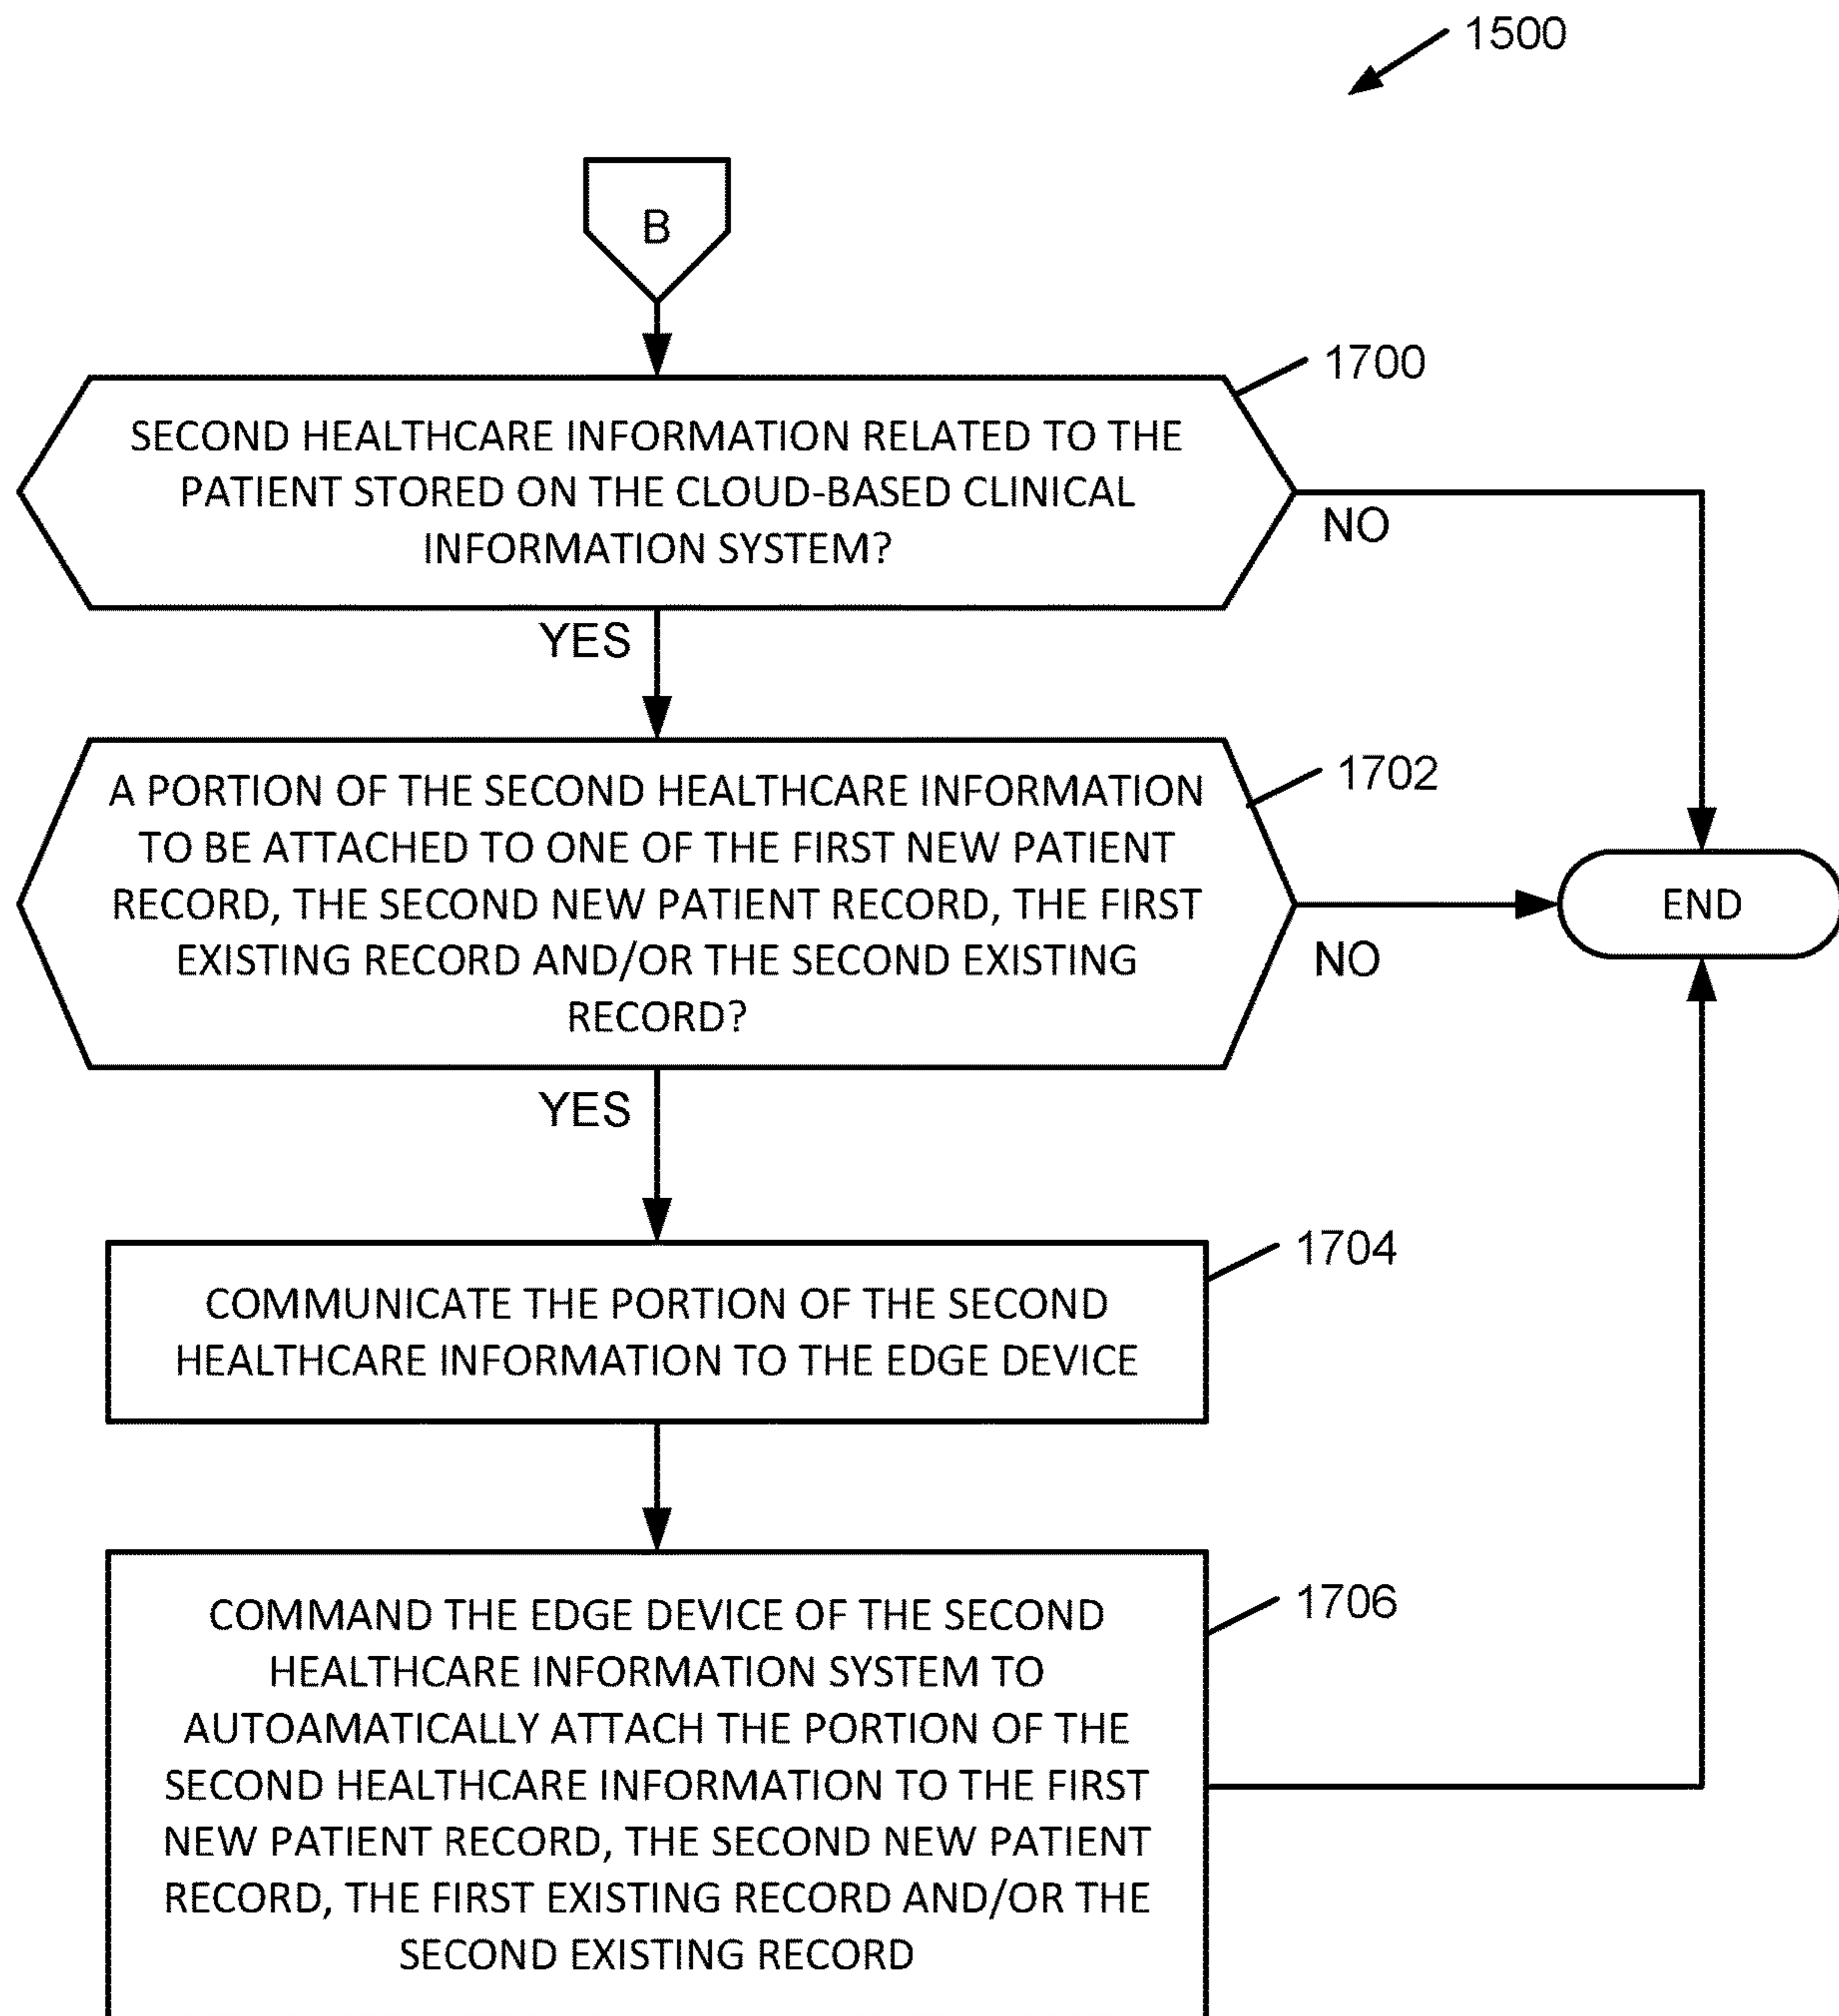 1500
B
1700
SECOND HEALTHCARE INFORMATION RELATED TO THE
PATIENT STORED ON THE CLOUD-BASED CLINICAL
INFORMATION SYSTEM?
NO
YES
1702
A PORTION OF THE SECOND HEALTHCARE INFORMATION
TO BE ATTACHED TO ONE OF THE FIRST NEW PATIENT
RECORD, THE SECOND NEW PATIENT RECORD, THE FIRST
EXISTING RECORD AND/OR THE SECOND EXISTING
RECORD?
NO
END
YES
1704
COMMUNICATE THE PORTION OF THE SECOND
HEALTHCARE INFORMATION TO THE EDGE DEVICE
1706
COMMAND THE EDGE DEVICE OF THE SECOND
HEALTHCARE INFORMATION SYSTEM TO
AUTOAMATICALLY ATTACH THE PORTION OF THE
SECOND HEALTHCARE INFORMATION TO THE FIRST
NEW PATIENT RECORD, THE SECOND NEW PATIENT
RECORD, THE FIRST EXISTING RECORD AND/OR THE
SECOND EXISTING RECORD